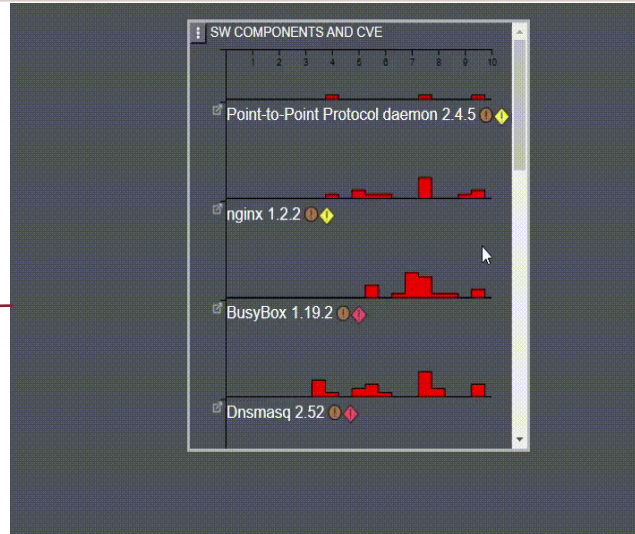 SW COMPONENTS AND CVE
1 2 3 4 5 6 7 8 9 10
Point-to-Point Protocol daemon 2.4.5
nginx 1.2.2
BusyBox 1.19.2
Dnsmasq 2.52